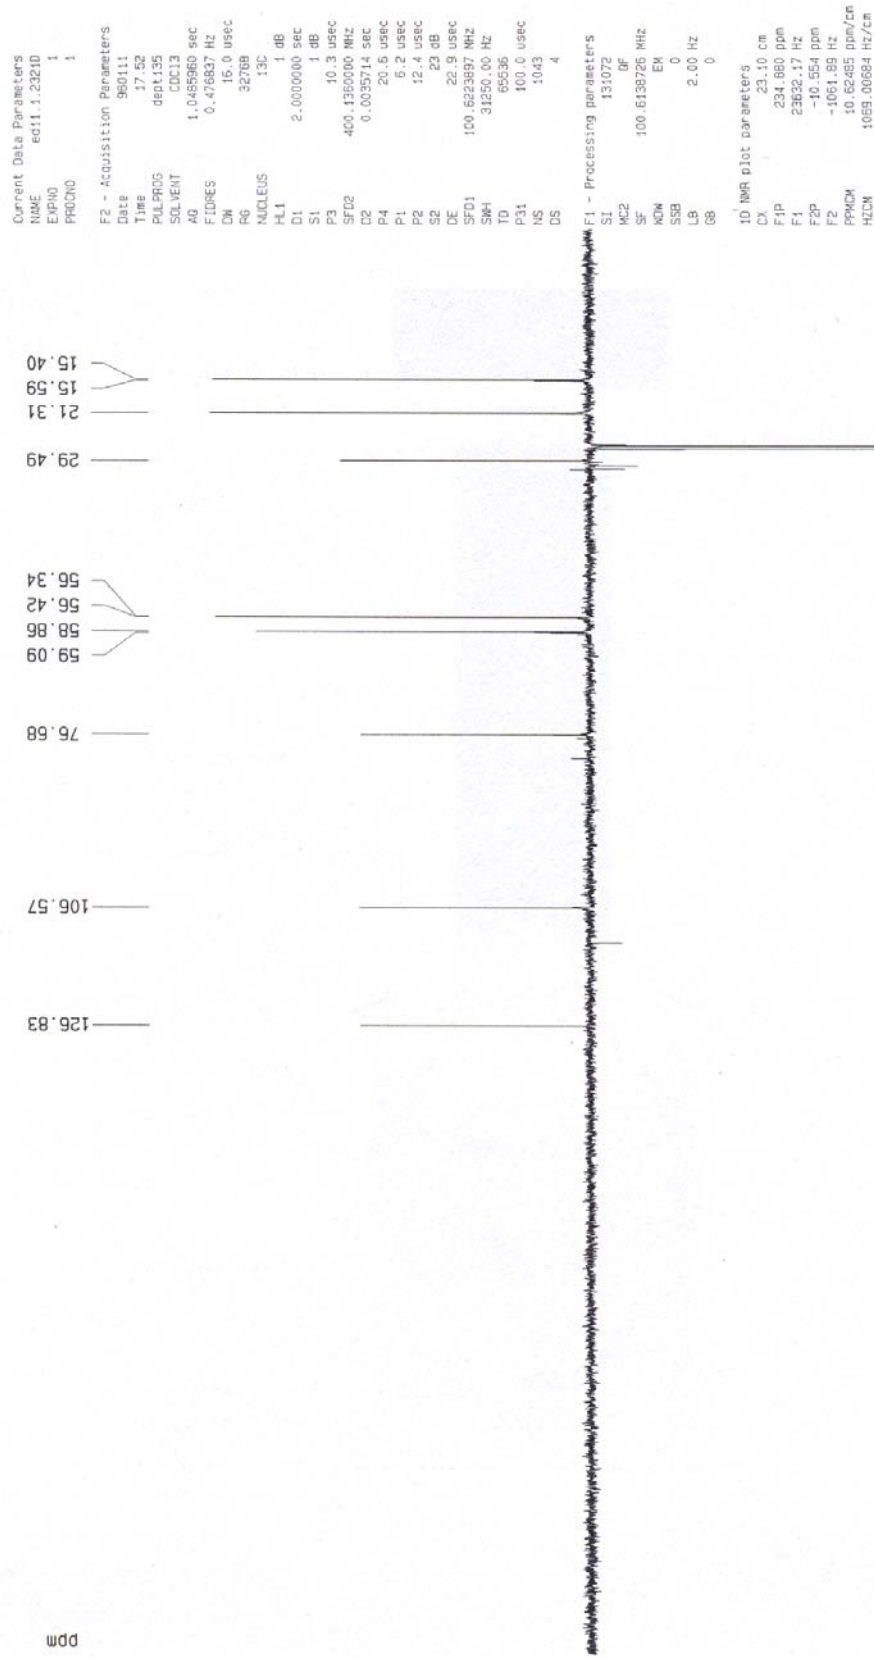 Current Data Parameters
NAME ed11.1.2321D
EXPNO 1
PROCNO 1
F2 - Acquisition Parameters
Date 960111
Time 17.52
PULPROG dept135
SOLVENT CDCl3
AQ 1.0485960 sec
FIDRES 0.476837 Hz
DW 16.0 usec
RG 32768
NUCLEUS 13C
HL1 1 dB
D1 2.0000000 sec
S1 1 dB
P3 10.3 usec
SFO2 400.1360000 MHz
D2 0.0035714 sec
P4 20.6 usec
P1 6.2 usec
P2 12.4 usec
S2 23 dB
DE 22.9 usec
SFO1 100.6223897 MHz
SWH 31250.00 Hz
TD 65536
P31 100.0 usec
NS 1043
DS 4
F1 - Processing parameters
SI 131072
MC2 QF
SF 100.6138726 MHz
WDW EM
SSB 0
LB 2.00 Hz
GB 0
1D NMR plot parameters
CX 23.10 cm
F1P 234.880 ppm
F1 23632.17 Hz
F2P -10.554 ppm
F2 -1061.89 Hz
PPMCM 10.62485 ppm/cm
HZCM 1069.00684 Hz/cm
15.40
15.59
21.31
29.49
56.34
56.42
58.86
59.09
76.68
106.57
126.83
ppm